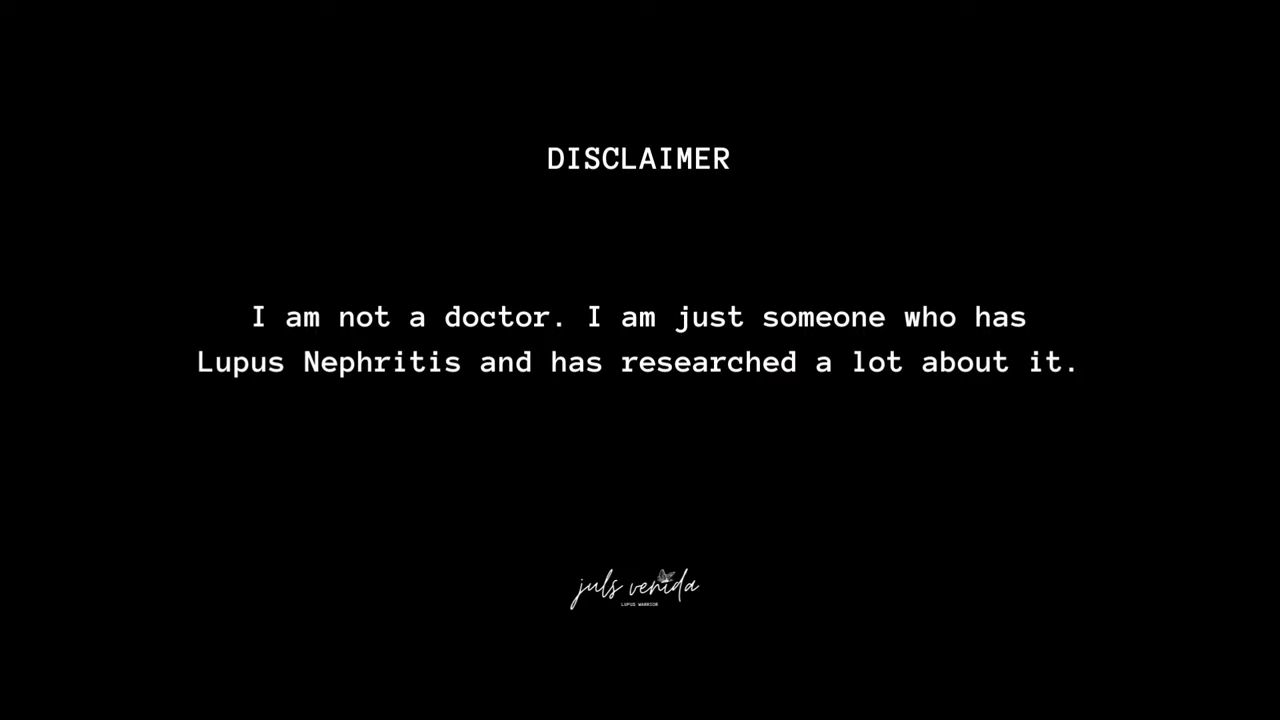 DISCLAIMER
I am not a doctor. I am just someone who has
Lupus Nephritis and has researched a lot about it.
juls venida
LUPUS WARRIOR